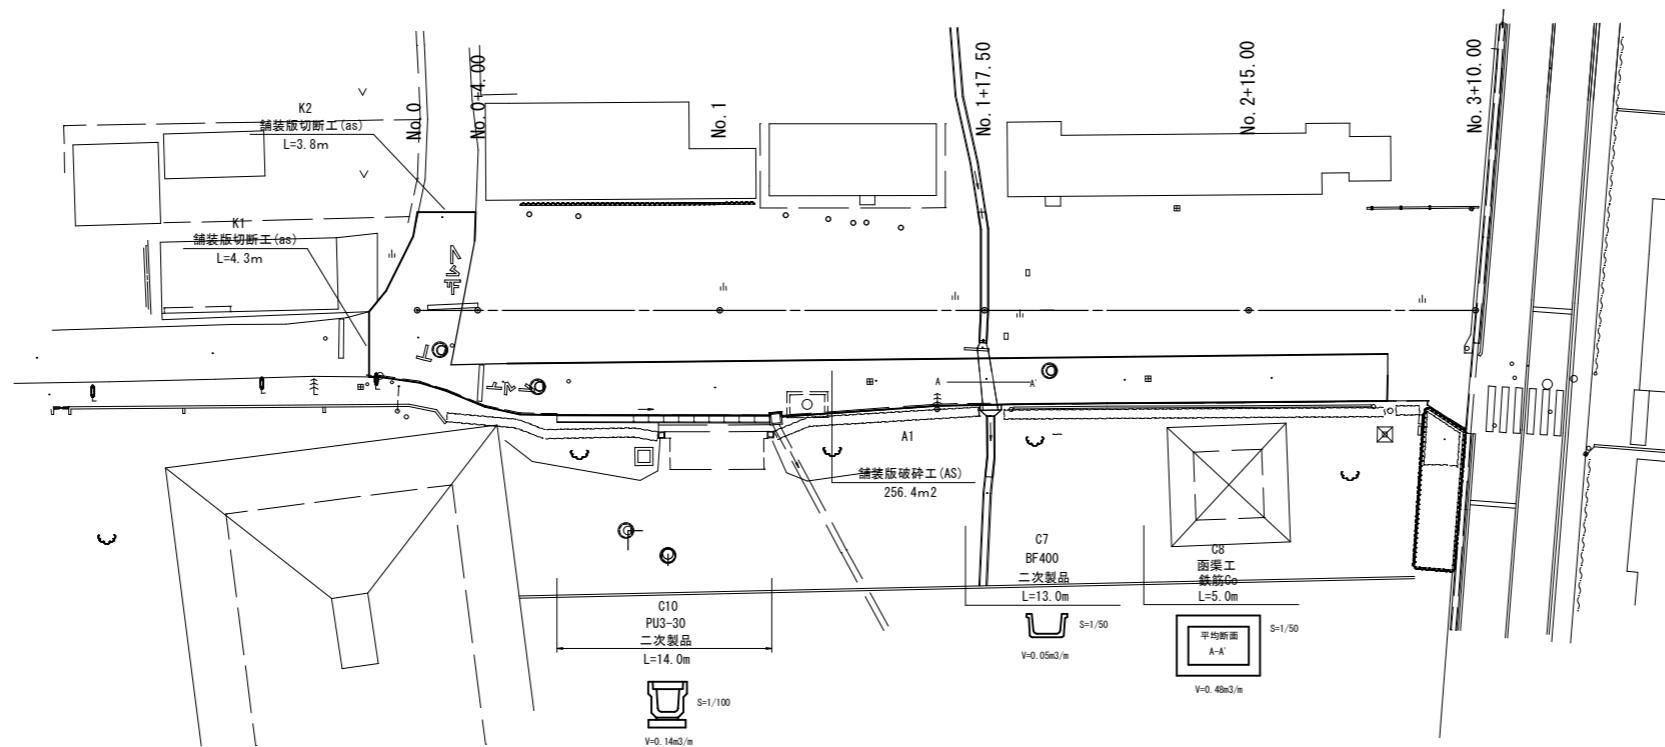 No.0
No.0+4.00
No.1
No.1+17.50
No.2+15.00
No.3+10.00
K2
舗装版切断工(as)
L=3.8m
K1
舗装版切断工(as)
L=4.3m
止
A
A'
A1
舗装版破砕工(AS)
256.4m2
C10
PU3-30
二次製品
L=14.0m
S=1/100
V=0.14m3/m
C7
BF400
二次製品
L=13.0m
S=1/50
V=0.05m3/m
C8
函渠工
鉄筋Co
L=5.0m
平均断面
A-A'
S=1/50
V=0.48m3/m